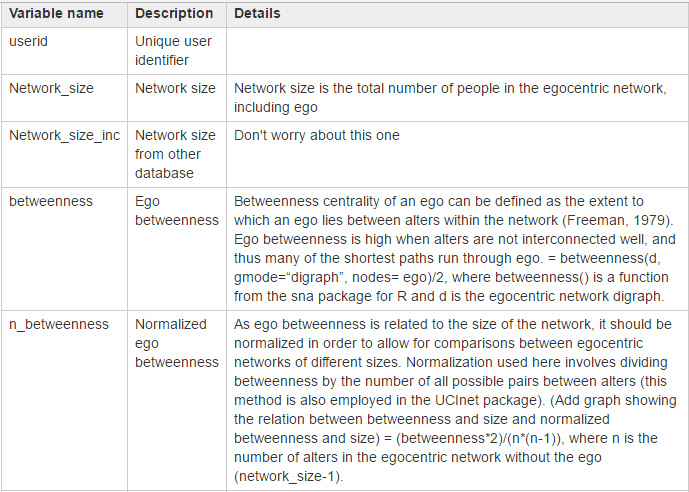 Variable name Description Details
userid Unique user
identifier
Network_size Network size Network size is the total number of people in the egocentric network,
including ego
Network_size_inc Network size Don't worry about this one
from other
database
betweenness Ego Betweenness centrality of an ego can be defined as the extent to
betweenness which an ego lies between alters within the network (Freeman, 1979).
Ego betweenness is high when alters are not interconnected well, and
thus many of the shortest paths run through ego. = betweenness(d,
gmode=“digraph”, nodes= ego)/2, where betweenness() is a function
from the sna package for R and d is the egocentric network digraph.
n_betweenness Normalized As ego betweenness is related to the size of the network, it should be
ego normalized in order to allow for comparisons between egocentric
betweenness networks of different sizes. Normalization used here involves dividing
betweenness by the number of all possible pairs between alters (this
method is also employed in the UCInet package). (Add graph showing
the relation between betweenness and size and normalized
betweenness and size) = (betweenness*2)/(n*(n-1)), where n is the
number of alters in the egocentric network without the ego
(network_size-1).